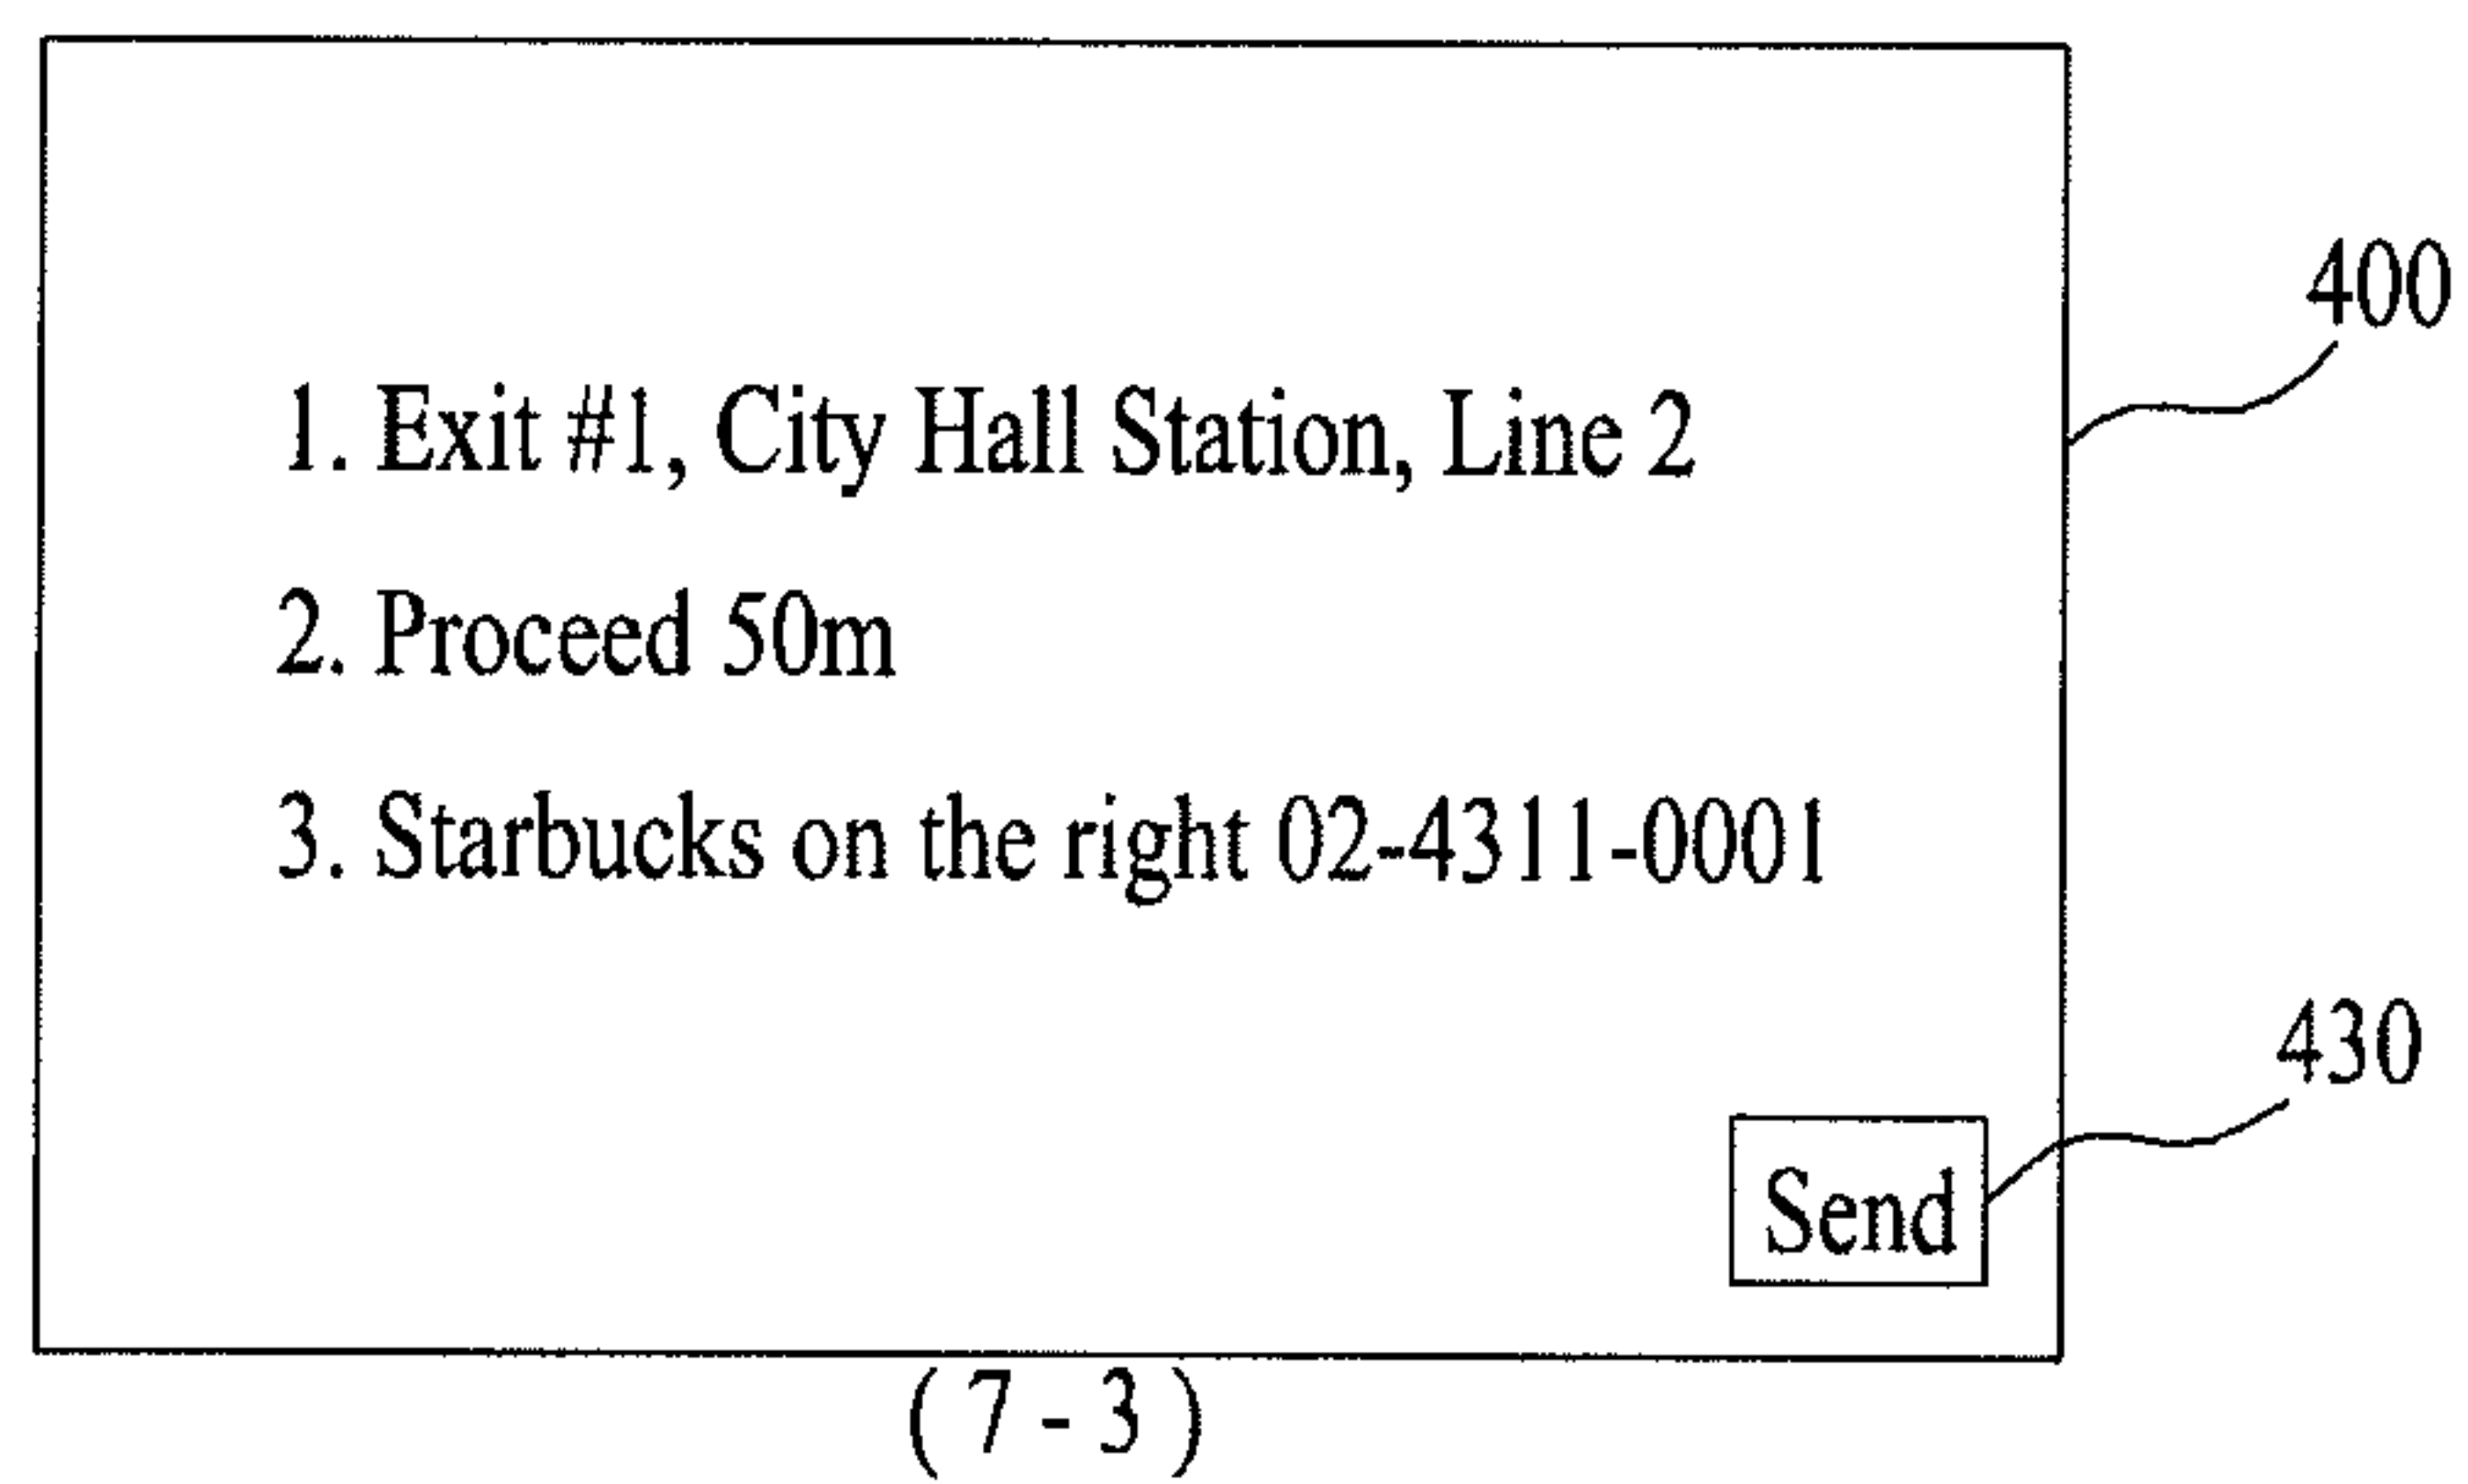 400
1. Exit #1, City Hall Station, Line 2
2. Proceed 50m
3. Starbucks on the right 02-4311-0001
430
Send
(7-3)